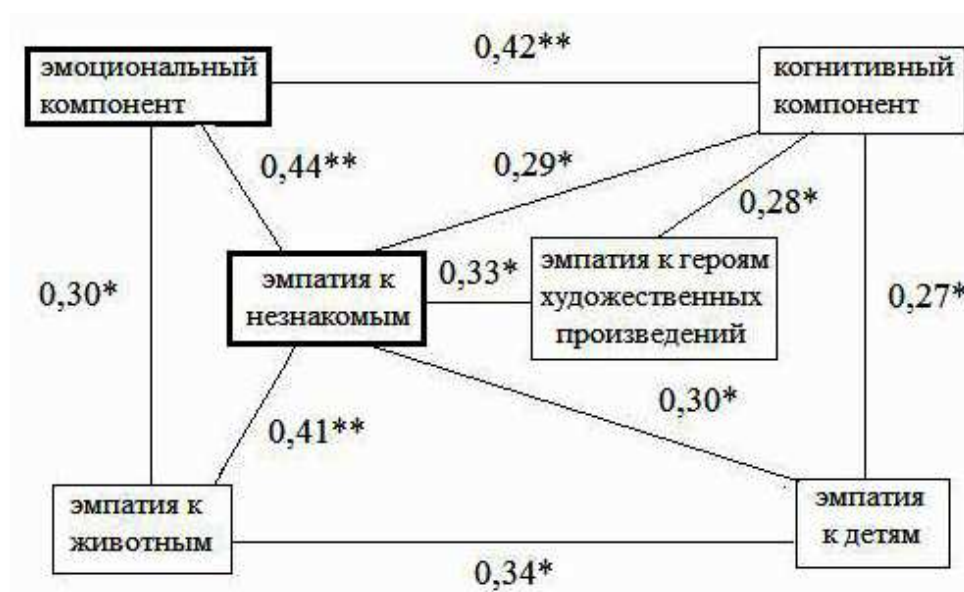 0,42**
эмоциональный
компонент
когнитивный
компонент
0,44**
0,29*
0,28*
эмпатия к
незнакомым
0,33*
эмпатия к героям
художественных
произведений
0,30*
0,27*
0,30*
0,41**
эмпатия к
животным
эмпатия
к детям
0,34*